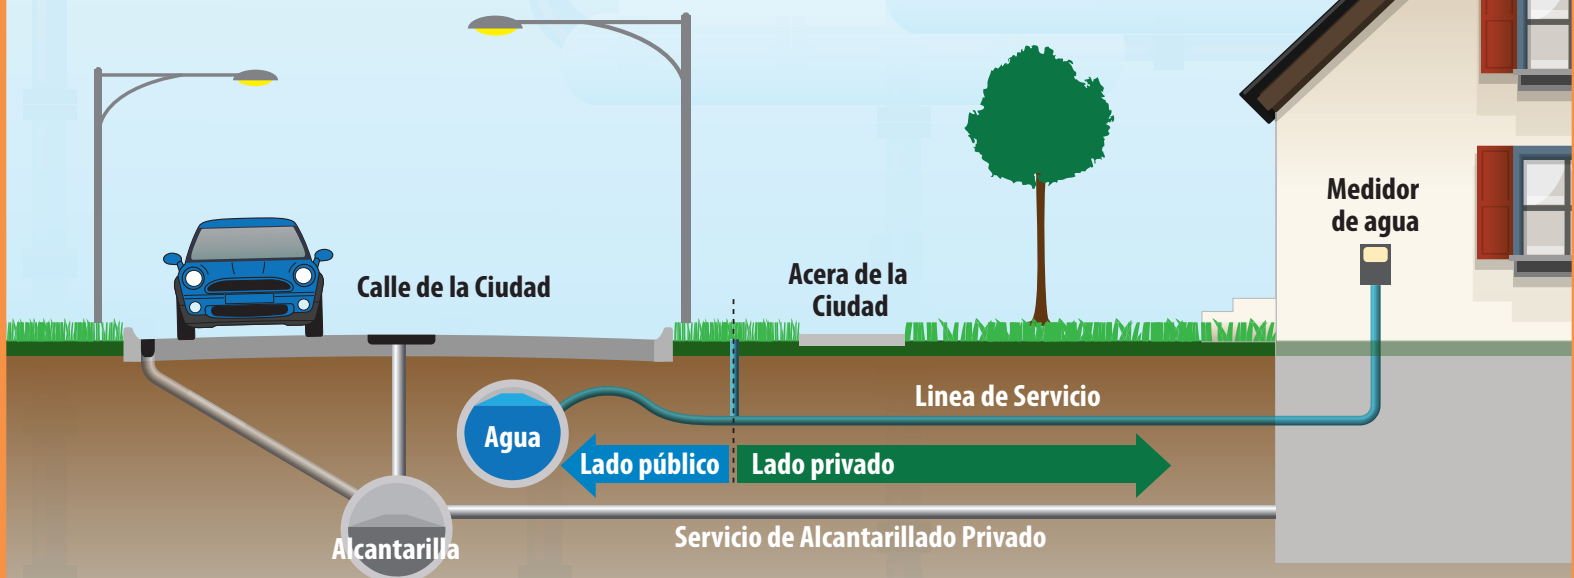 Medidor
de agua
Calle de la Ciudad
Acera de la
Ciudad
Linea de Servicio
Agua
Lado público
Lado privado
Servicio de Alcantarillado Privado
Alcantarilla